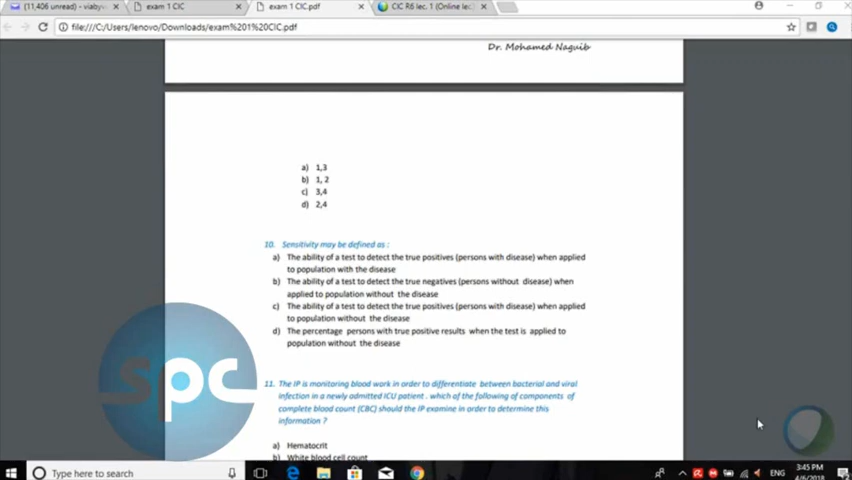 (11,406 unread) - viabyv
exam 1 CIC
exam 1 CIC.pdf
CIC R6 lec. 1 (Online lec
file:///C:/Users/lenovo/Downloads/exam%201%20CIC.pdf
Dr. Mohamed Naguib
a) 1,3
b) 1, 2
c) 3,4
d) 2,4
10. Sensitivity may be defined as :
a) The ability of a test to detect the true positives (persons with disease) when applied
to population with the disease
b) The ability of a test to detect the true negatives (persons without disease) when
applied to population without the disease
c) The ability of a test to detect the true positives (persons with disease) when applied
to population without the disease
d) The percentage persons with true positive results when the test is applied to
population without the disease
spc
11. The IP is monitoring blood work in order to differentiate between bacterial and viral
infection in a newly admitted ICU patient . which of the following of components of
complete blood count (CBC) should the IP examine in order to determine this
information ?
a) Hematocrit
b) White blood cell count
Type here to search
ENG
3:45 PM
4/6/2018